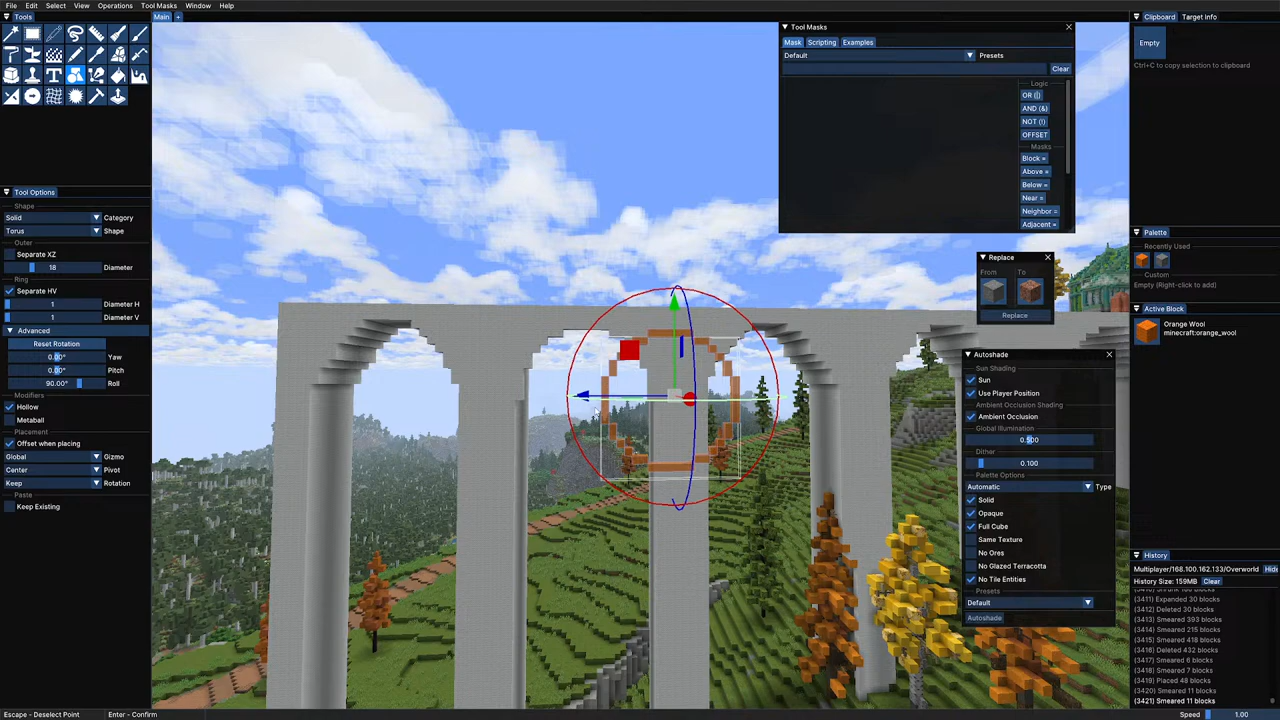 File Edit Select View Operations Tool Masks Window Help
Tools
Main +
Tool Options
Shape
Solid Category
Torus Shape
Outer
Separate XZ
18 Diameter
Ring
Separate HV
1 Diameter H
1 Diameter V
Advanced
Reset Rotation
0.00° Yaw
0.00° Pitch
90.00° Roll
Modifiers
Hollow
Metaball
Placement
Offset when placing
Global Gizmo
Center Pivot
Keep Rotation
Paste
Keep Existing
Escape - Deselect Point Enter - Confirm
Tool Masks
Mask Scripting Examples
Default Presets
Clear
Logic
OR (|)
AND (&)
NOT (!)
OFFSET
Masks
Block =
Above =
Below =
Near =
Neighbor =
Adjacent =
Replace
From To
Replace
Autoshade
Sun Shading
Sun
Use Player Position
Ambient Occlusion Shading
Ambient Occlusion
Global Illumination
0.500
Dither
0.100
Palette Options
Automatic Type
Solid
Opaque
Full Cube
Same Texture
No Ores
No Glazed Terracotta
No Tile Entities
Presets
Default
Autoshade
Clipboard Target Info
Empty
Ctrl+C to copy selection to clipboard
Palette
Recently Used
Custom
Empty (Right-click to add)
Active Block
Orange Wool
minecraft:orange_wool
History
Multiplayer/168.100.162.133/Overworld
History Size: 159MB Clear
(3411) Expanded 30 blocks
(3412) Deleted 30 blocks
(3413) Smeared 393 blocks
(3414) Smeared 215 blocks
(3415) Smeared 418 blocks
(3416) Deleted 432 blocks
(3417) Smeared 6 blocks
(3418) Smeared 7 blocks
(3419) Placed 48 blocks
(3420) Smeared 11 blocks
(3421) Smeared 11 blocks
Speed 1.00